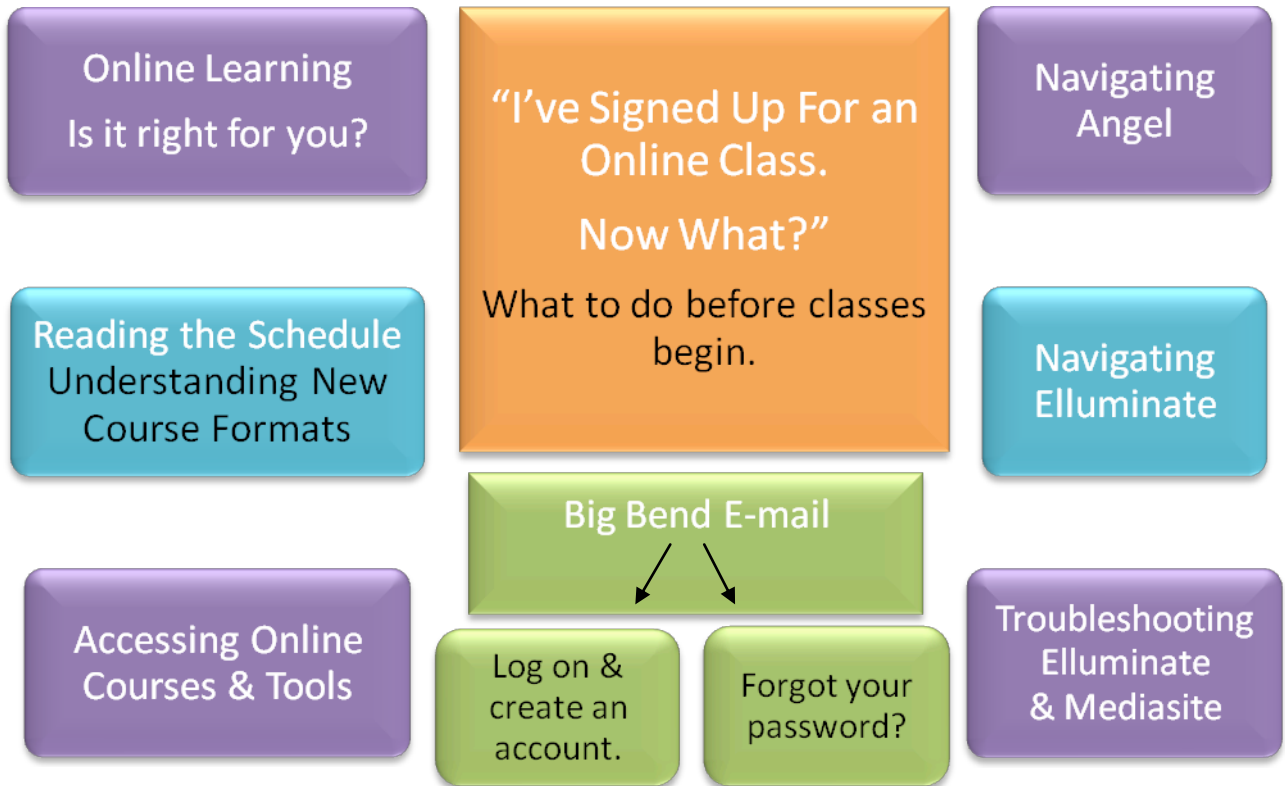 Online Learning
Is it right for you?
“I’ve Signed Up For an
Online Class.
Now What?”
What to do before classes
begin.
Navigating
Angel
Reading the Schedule
Understanding New
Course Formats
Navigating
Elluminate
Big Bend E-mail
Accessing Online
Courses & Tools
Log on &
create an
account.
Forgot your
password?
Troubleshooting
Elluminate
& Mediasite